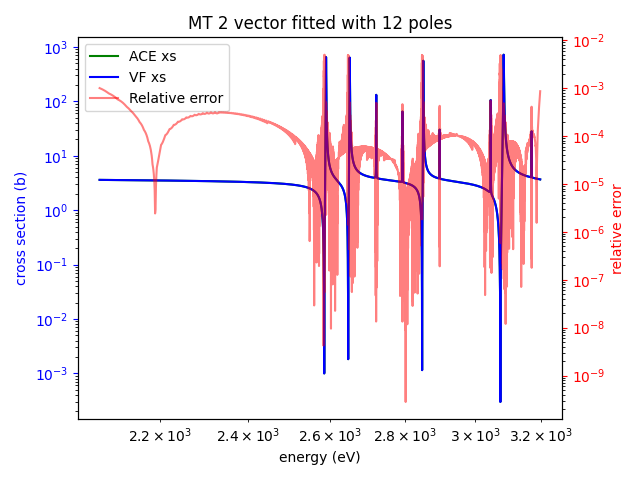 MT 2 vector fitted with 12 poles
ACE xs
VF xs
Relative error
cross section (b)
10³
10²
10¹
10⁰
10⁻¹
10⁻²
10⁻³
relative error
10⁻²
10⁻³
10⁻⁴
10⁻⁵
10⁻⁶
10⁻⁷
10⁻⁸
10⁻⁹
2.2 × 10³ 2.4 × 10³ 2.6 × 10³ 2.8 × 10³ 3 × 10³ 3.2 × 10³
energy (eV)